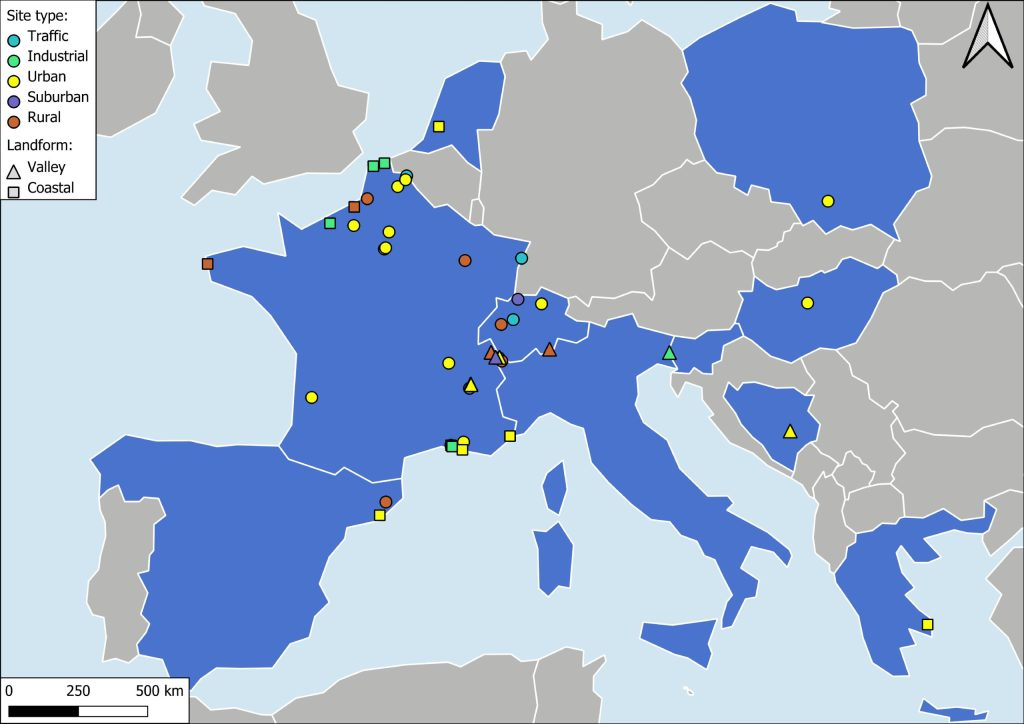 Site type:
Traffic
Industrial
Urban
Suburban
Rural
Landform:
Valley
Coastal
0 250 500 km